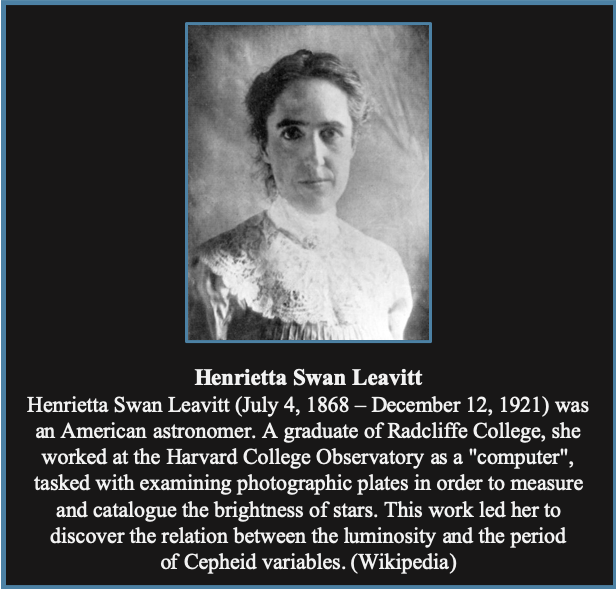 Henrietta Swan Leavitt
Henrietta Swan Leavitt (July 4, 1868 – December 12, 1921) was
an American astronomer. A graduate of Radcliffe College, she
worked at the Harvard College Observatory as a "computer",
tasked with examining photographic plates in order to measure
and catalogue the brightness of stars. This work led her to
discover the relation between the luminosity and the period
of Cepheid variables. (Wikipedia)